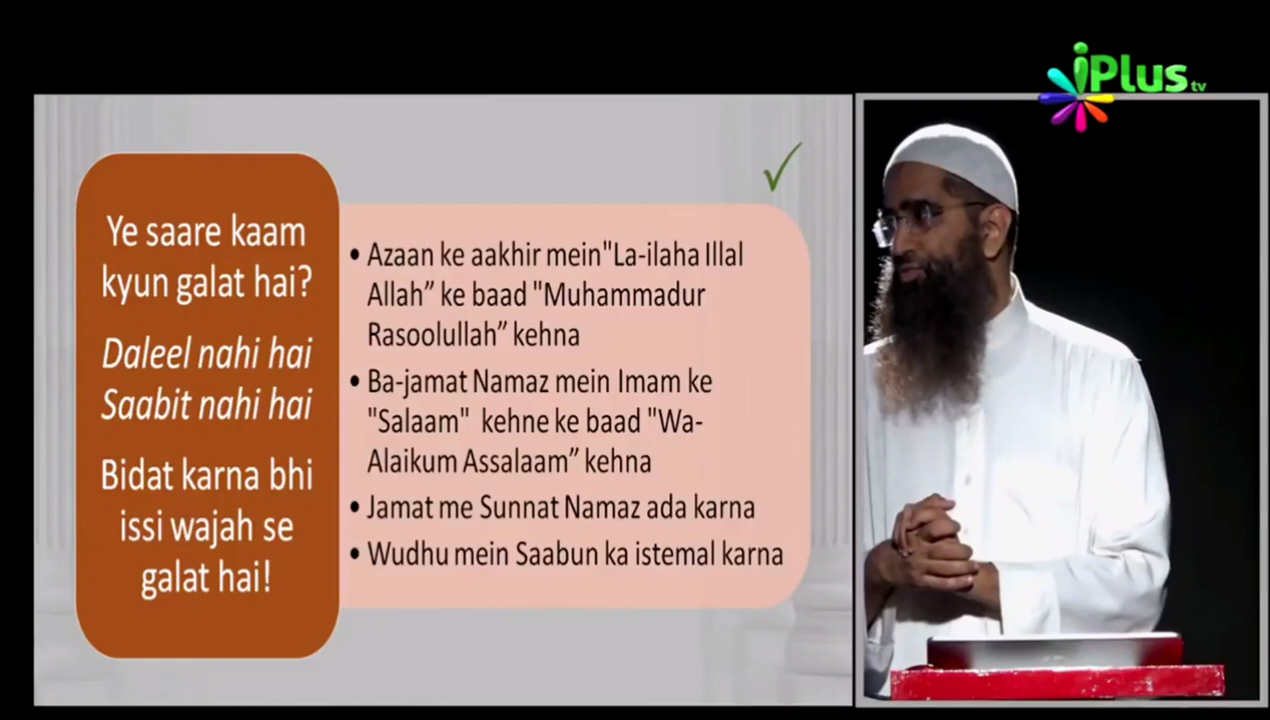 iPlus tv
Ye saare kaam
kyun galat hai?
Daleel nahi hai
Saabit nahi hai
Bidat karna bhi
issi wajah se
galat hai!
• Azaan ke aakhir mein"La-ilaha Illal
Allah” ke baad "Muhammadur
Rasoolullah” kehna
• Ba-jamat Namaz mein Imam ke
"Salaam"  kehne ke baad "Wa-
Alaikum Assalaam” kehna
• Jamat me Sunnat Namaz ada karna
• Wudhu mein Saabun ka istemal karna